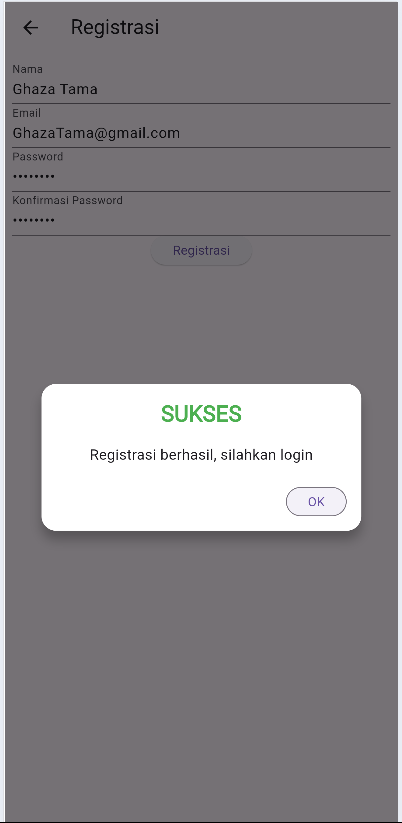 Registrasi
Nama
Ghaza Tama
Email
GhazaTama@gmail.com
Password
••••••••
Konfirmasi Password
••••••••
Registrasi
SUKSES
Registrasi berhasil, silahkan login
OK